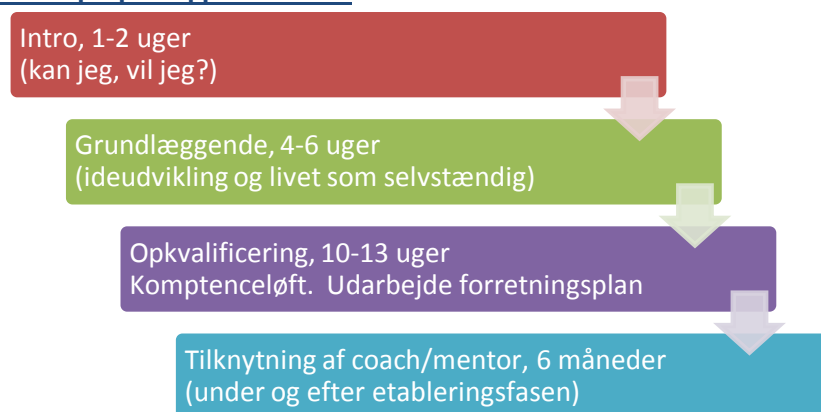 Intro, 1-2 uger
(kan jeg, vil jeg?)
Grundlæggende, 4-6 uger
(ideudvikling og livet som selvstændig)
Opkvalificering, 10-13 uger
Komptenceløft.  Udarbejde forretningsplan
Tilknytning af coach/mentor, 6 måneder
(under og efter etableringsfasen)